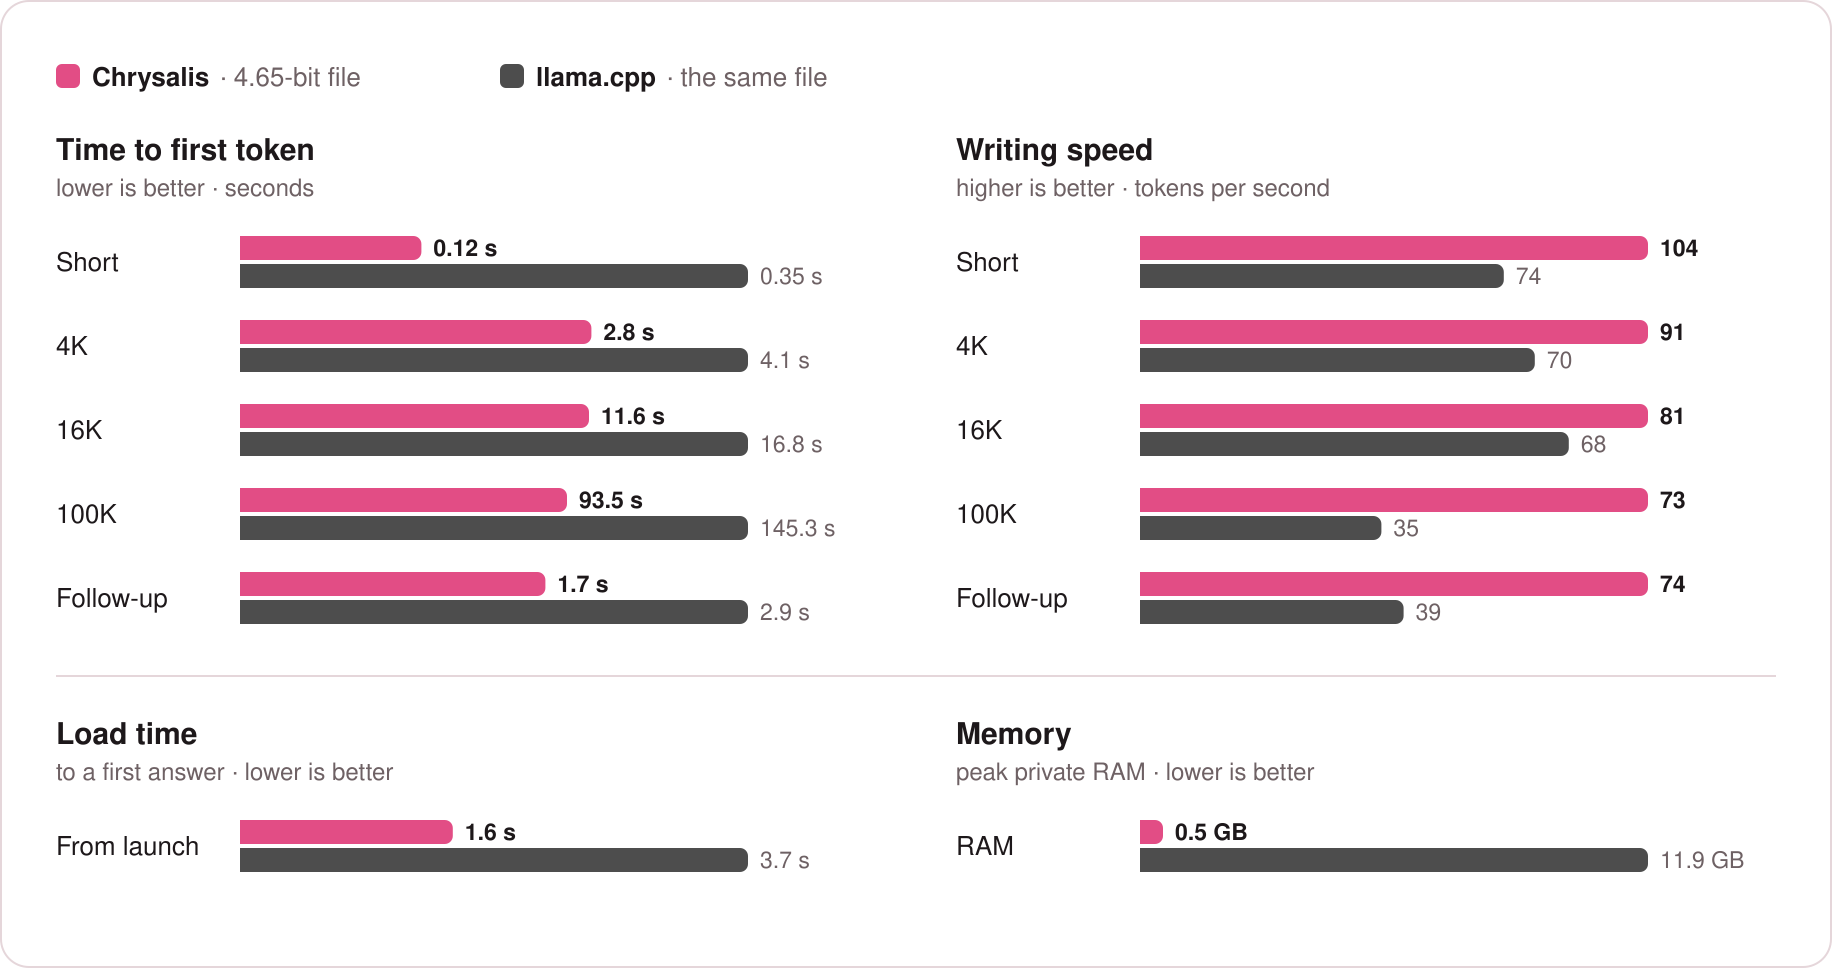 Chrysalis · 4.65-bit file
llama.cpp · the same file
Time to first token
lower is better · seconds
Short
0.12 s
0.35 s
4K
2.8 s
4.1 s
16K
11.6 s
16.8 s
100K
93.5 s
145.3 s
Follow-up
1.7 s
2.9 s
Writing speed
higher is better · tokens per second
Short
104
74
4K
91
70
16K
81
68
100K
73
35
Follow-up
74
39
Load time
to a first answer · lower is better
From launch
1.6 s
3.7 s
Memory
peak private RAM · lower is better
RAM
0.5 GB
11.9 GB